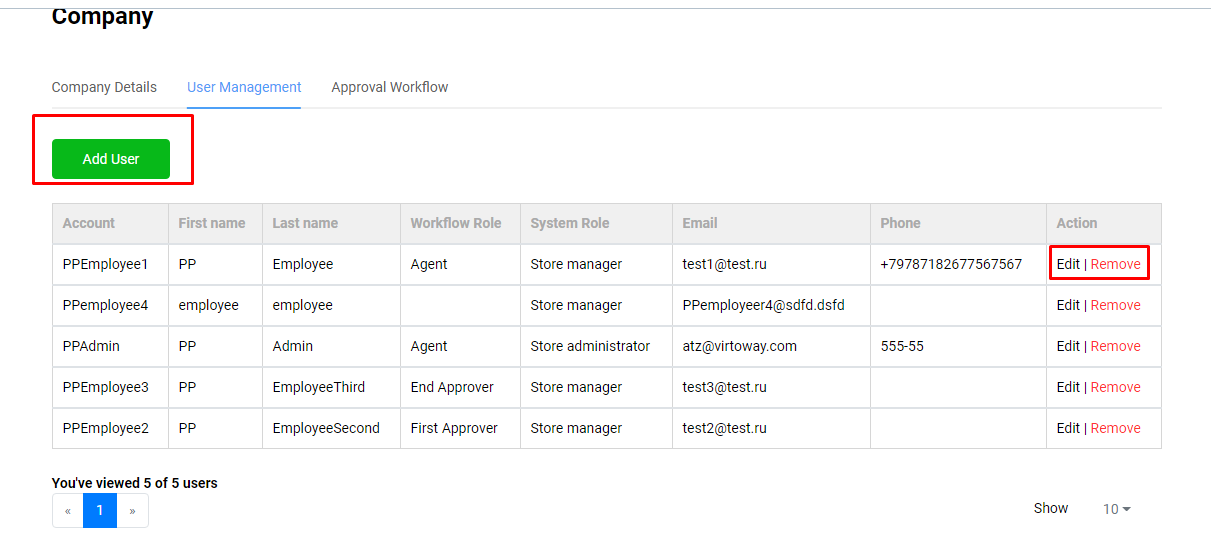 Company
Company Details User Management Approval Workflow
Add User
Account First name Last name Workflow Role System Role Email Phone Action
PPEmployee1 PP Employee Agent Store manager test1@test.ru +79787182677567567 Edit | Remove
PPemployee4 employee employee Store manager PPemployeer4@sdfd.dsfd Edit | Remove
PPAdmin PP Admin Agent Store administrator atz@virtoway.com 555-55 Edit | Remove
PPEmployee3 PP EmployeeThird End Approver Store manager test3@test.ru Edit | Remove
PPEmployee2 PP EmployeeSecond First Approver Store manager test2@test.ru Edit | Remove
You've viewed 5 of 5 users
« 1 » Show 10